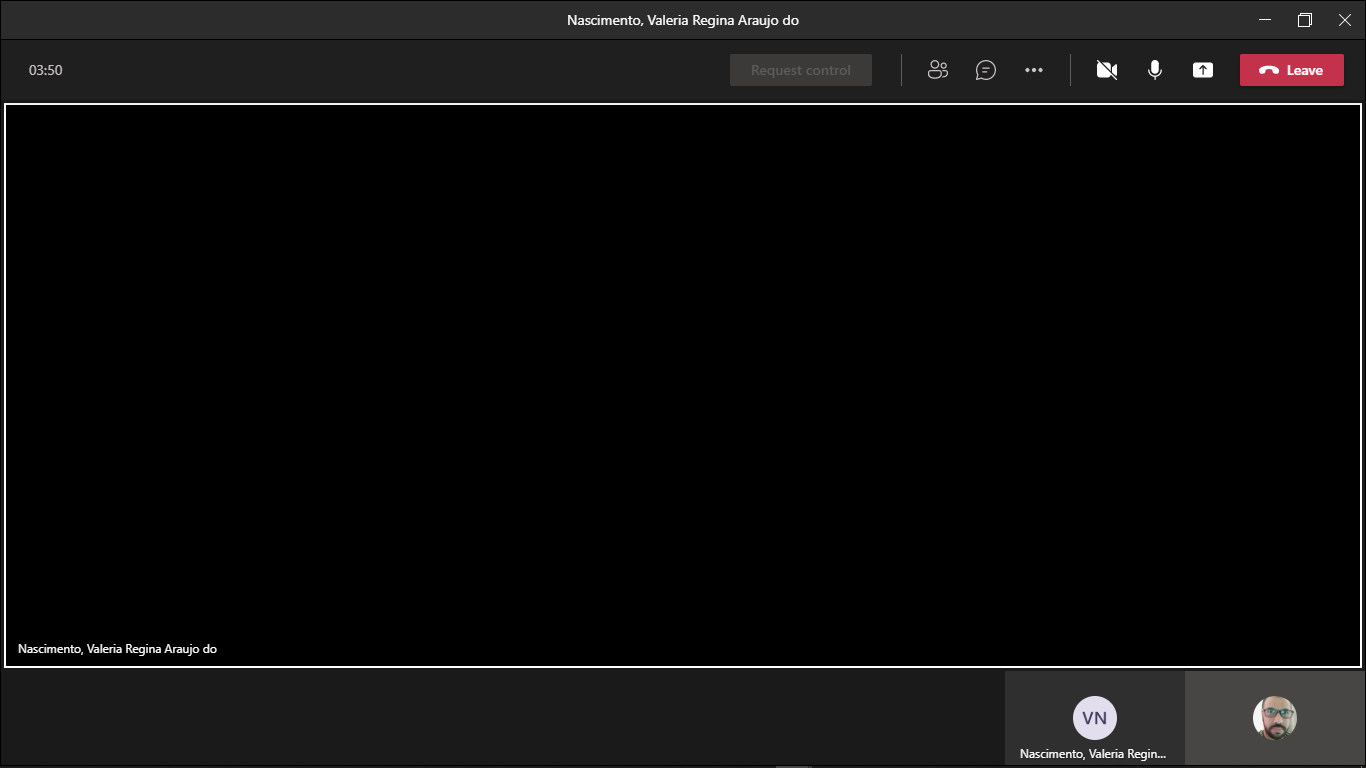 Nascimento, Valeria Regina Araujo do
03:50
Request control
Leave
Nascimento, Valeria Regina Araujo do
VN
Nascimento, Valeria Regin...